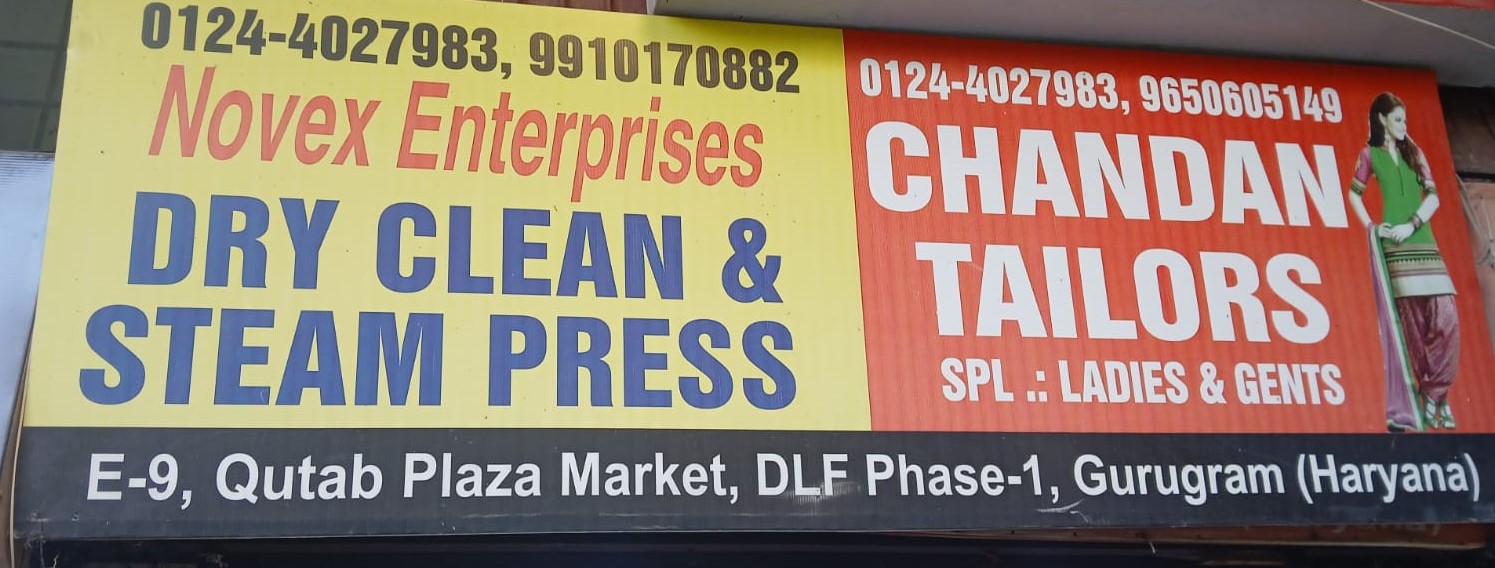 0124-4027983, 9910170882
Novex Enterprises
DRY CLEAN &
STEAM PRESS
0124-4027983, 9650605149
CHANDAN
TAILORS
SPL .: LADIES & GENTS
E-9, Qutab Plaza Market, DLF Phase-1, Gurugram (Haryana)